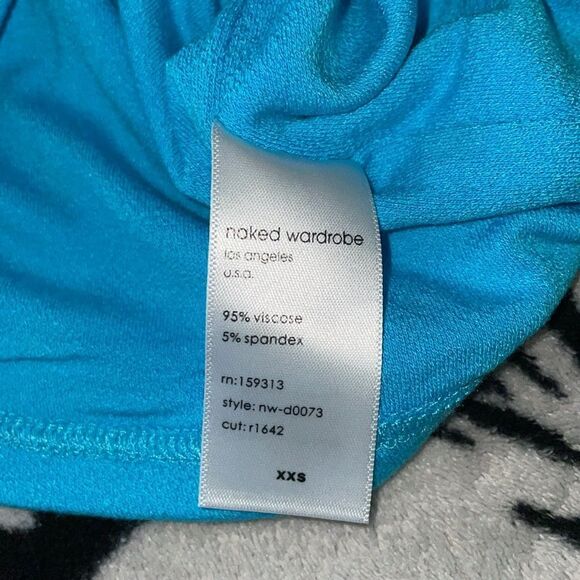 naked wardrobe
los angeles
u.s.a.
95% viscose
5% spandex
rn:159313
style: nw-d0073
cut: r1642
xxs